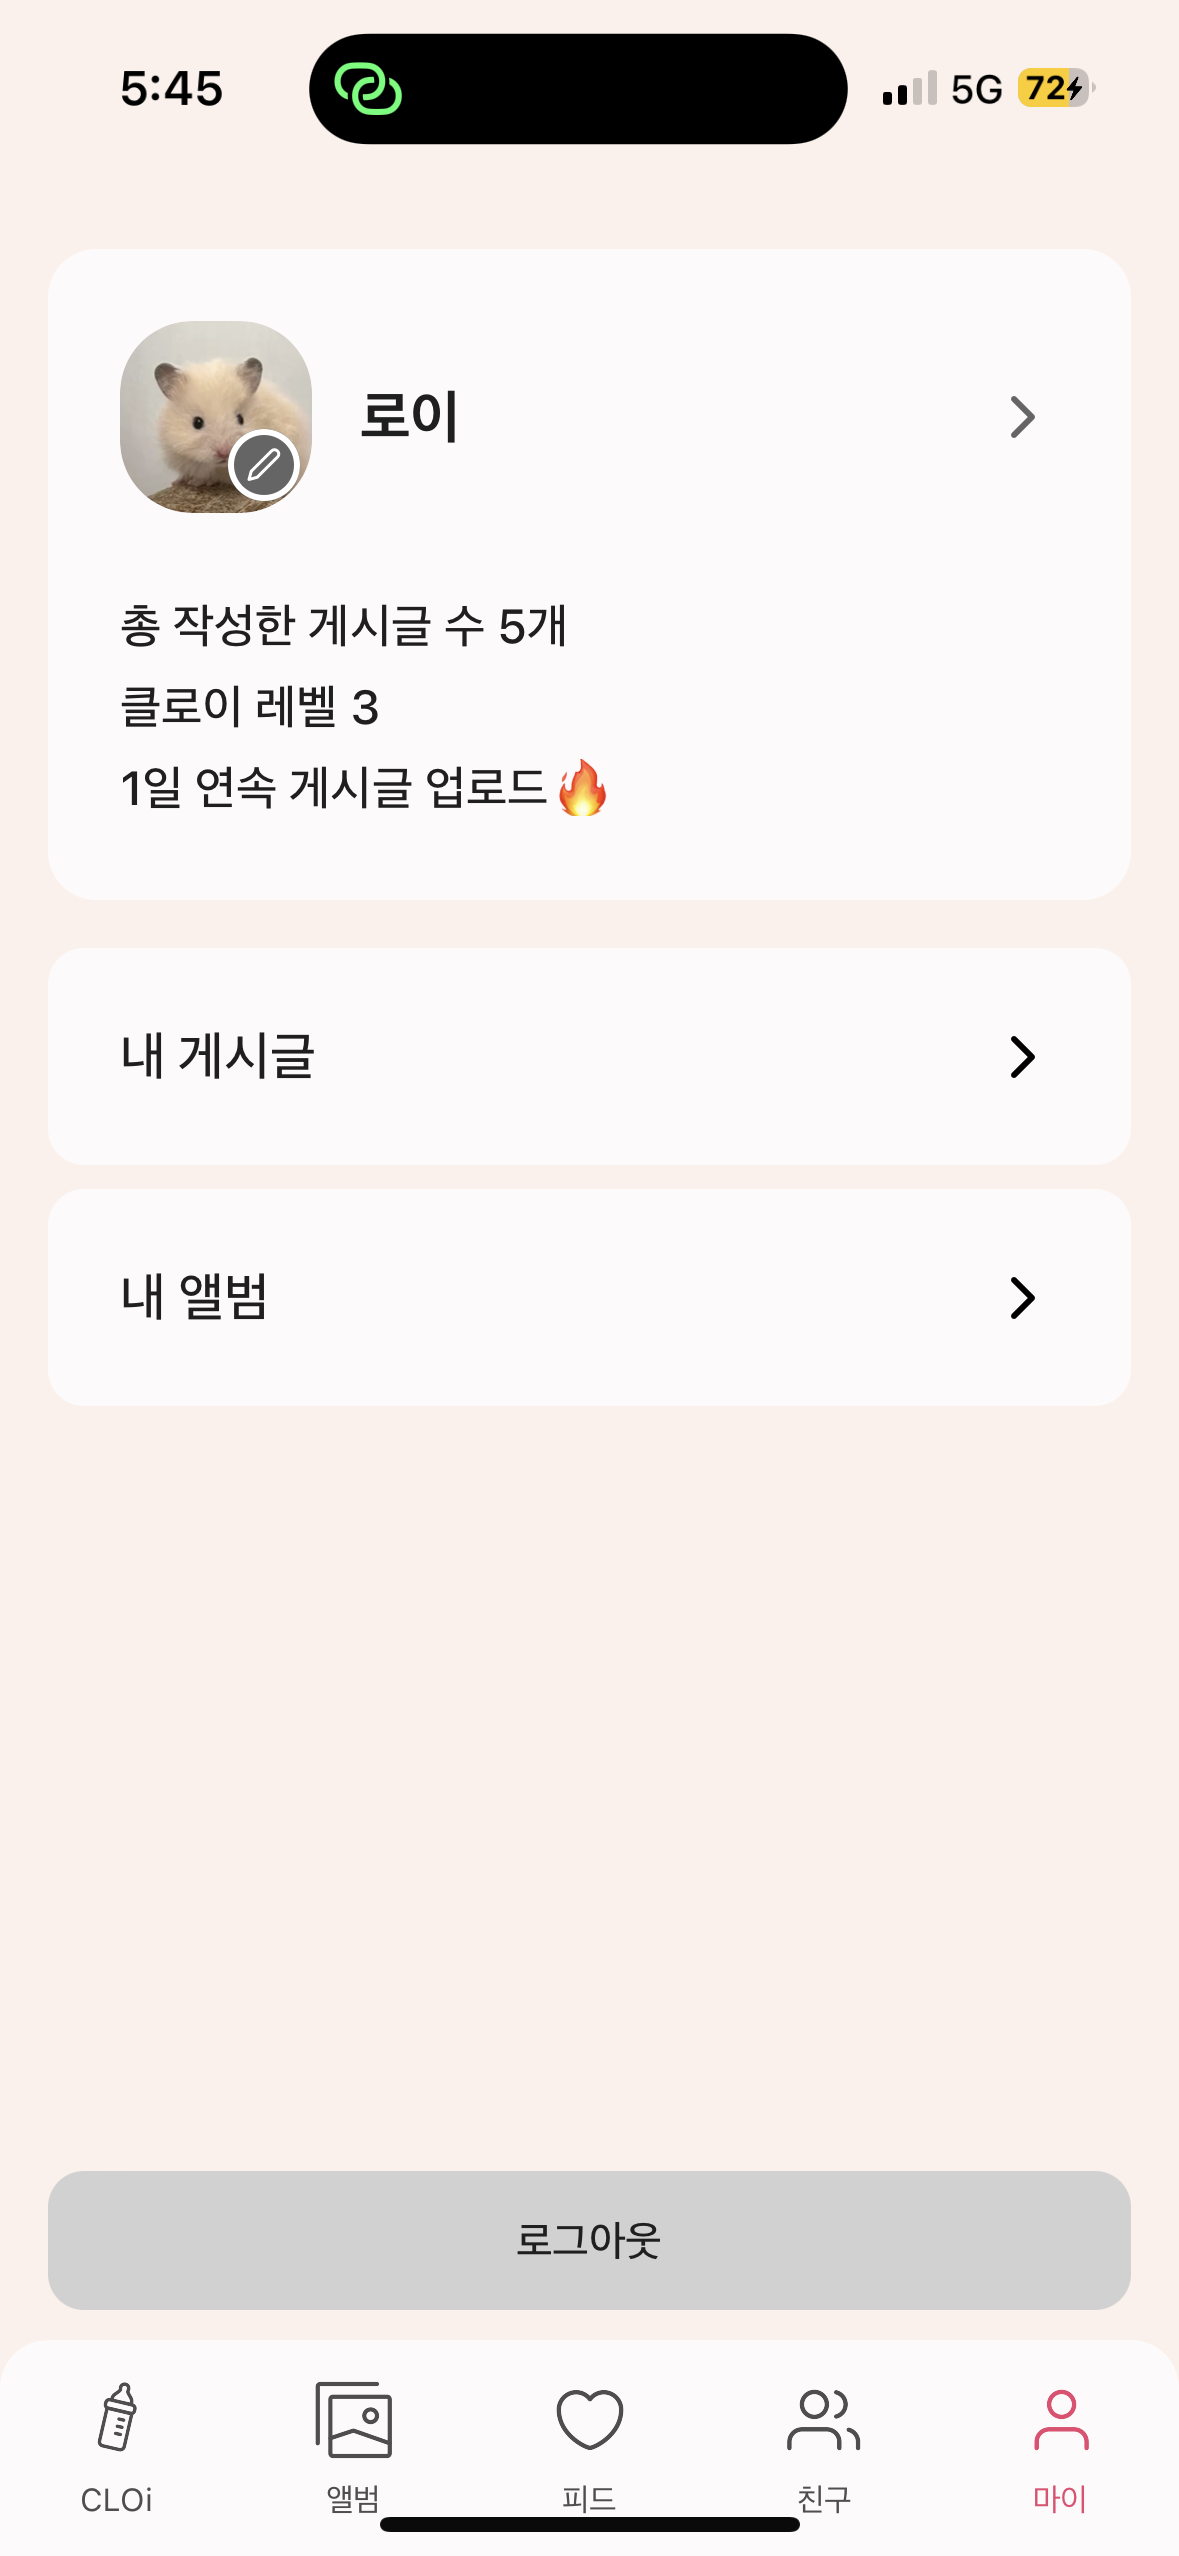 5:45
5G
72
로이
총 작성한 게시글 수 5개
클로이 레벨 3
1일 연속 게시글 업로드🔥
내 게시글
내 앨범
로그아웃
CLOi
앨범
피드
친구
마이